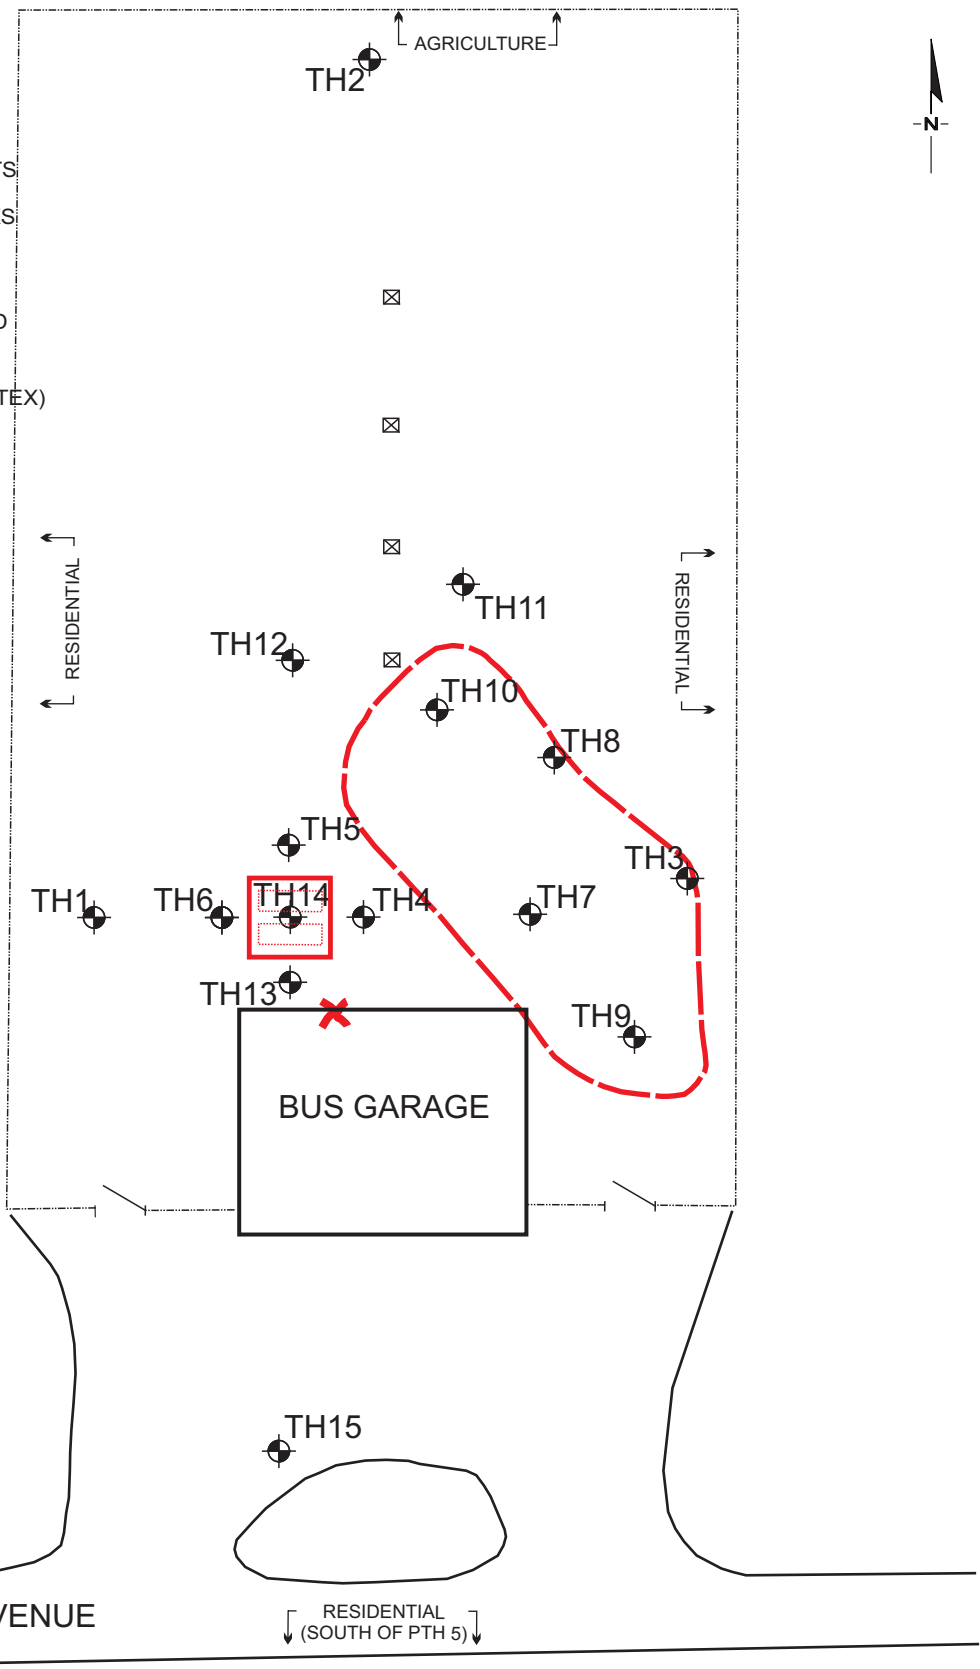 AGRICULTURE
TH2
N
TS
TEX)
RESIDENTIAL
RESIDENTIAL
TH11
TH12
TH10
TH8
TH5
TH3
TH1
TH6
TH14
TH4
TH7
TH13
TH9
BUS GARAGE
TH15
VENUE
RESIDENTIAL
(SOUTH OF PTH 5)